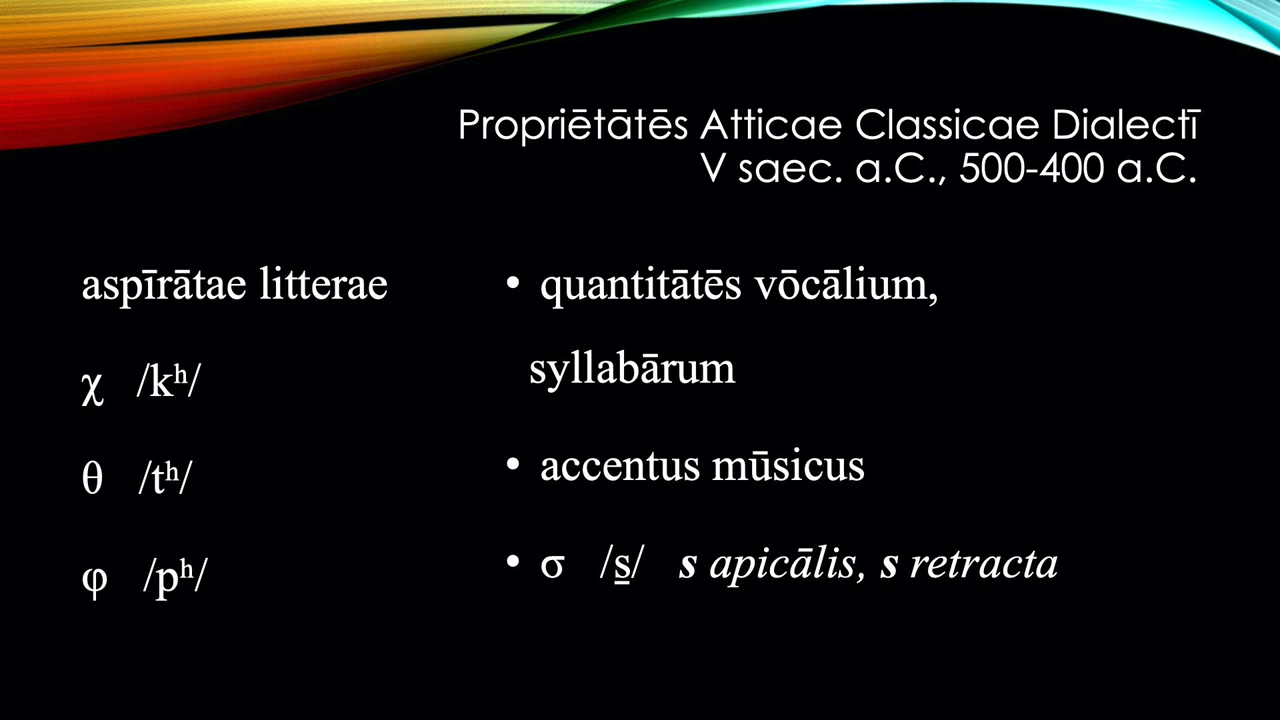 Propriētātēs Atticae Classicae Dialectī
V saec. a.C., 500-400 a.C.
aspīrātae litterae
χ /kʰ/
θ /tʰ/
φ /pʰ/
• quantitātēs vōcālium,
syllabārum
• accentus mūsicus
• σ /s̠/ s apicālis, s retracta